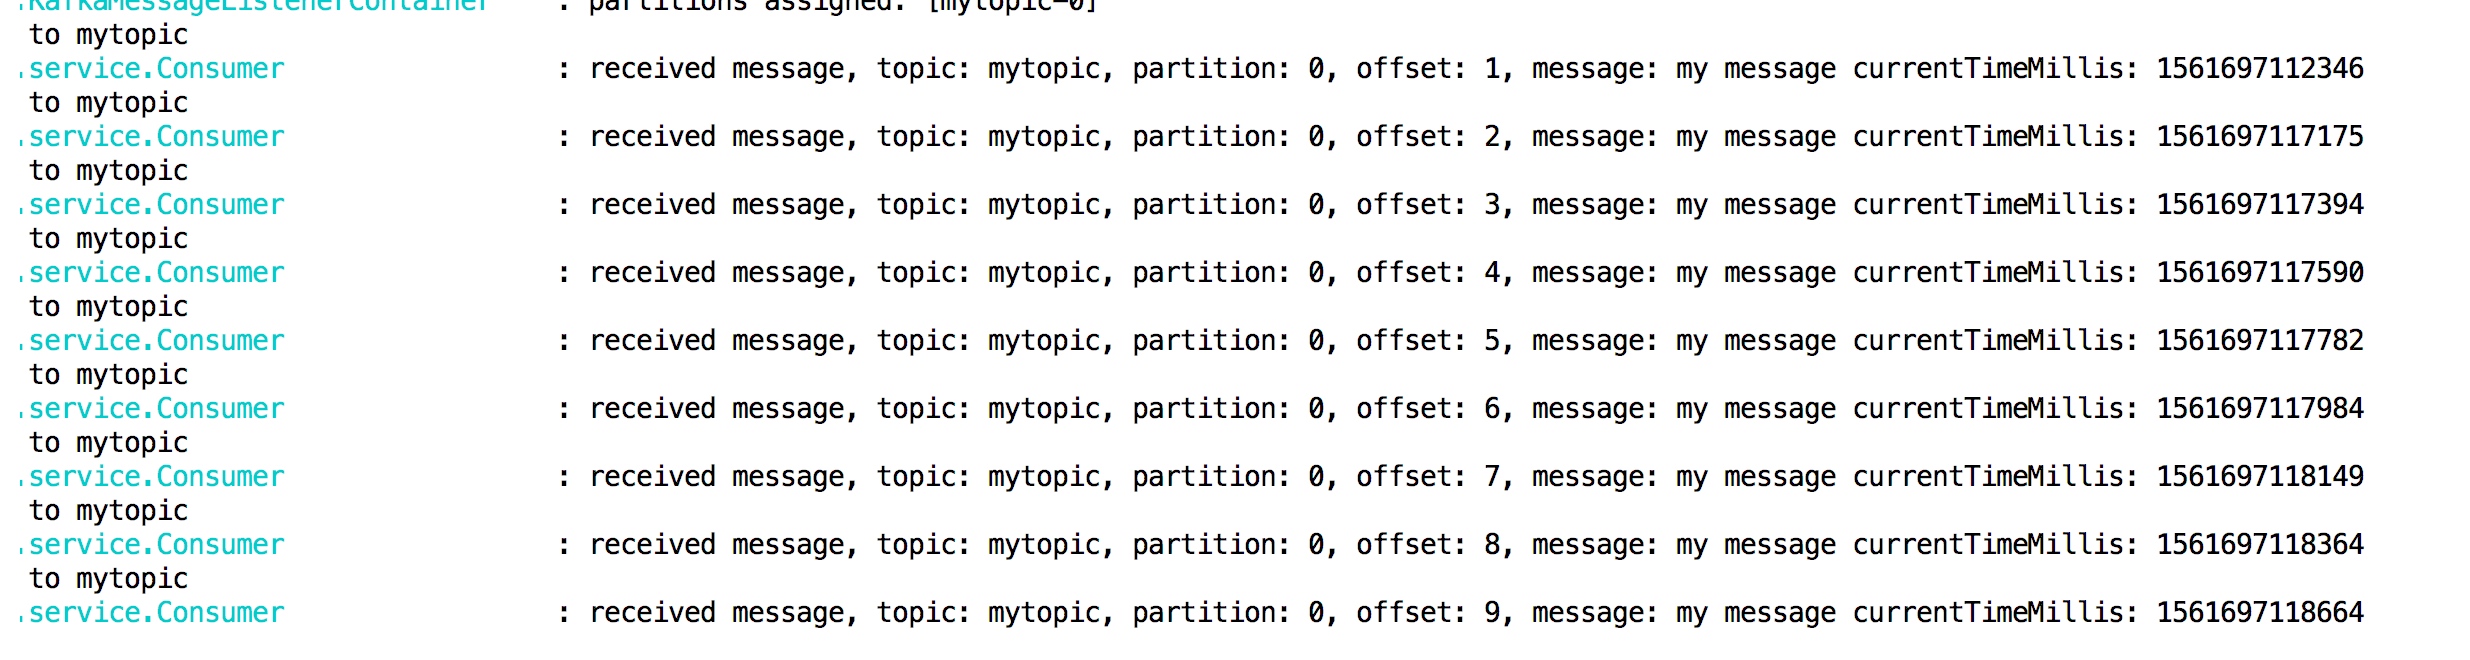 .KafkaMessageListenerContainer : partitions assigned: [mytopic-0]
to mytopic
.service.Consumer : received message, topic: mytopic, partition: 0, offset: 1, message: my message currentTimeMillis: 1561697112346
to mytopic
.service.Consumer : received message, topic: mytopic, partition: 0, offset: 2, message: my message currentTimeMillis: 1561697117175
to mytopic
.service.Consumer : received message, topic: mytopic, partition: 0, offset: 3, message: my message currentTimeMillis: 1561697117394
to mytopic
.service.Consumer : received message, topic: mytopic, partition: 0, offset: 4, message: my message currentTimeMillis: 1561697117590
to mytopic
.service.Consumer : received message, topic: mytopic, partition: 0, offset: 5, message: my message currentTimeMillis: 1561697117782
to mytopic
.service.Consumer : received message, topic: mytopic, partition: 0, offset: 6, message: my message currentTimeMillis: 1561697117984
to mytopic
.service.Consumer : received message, topic: mytopic, partition: 0, offset: 7, message: my message currentTimeMillis: 1561697118149
to mytopic
.service.Consumer : received message, topic: mytopic, partition: 0, offset: 8, message: my message currentTimeMillis: 1561697118364
to mytopic
.service.Consumer : received message, topic: mytopic, partition: 0, offset: 9, message: my message currentTimeMillis: 1561697118664